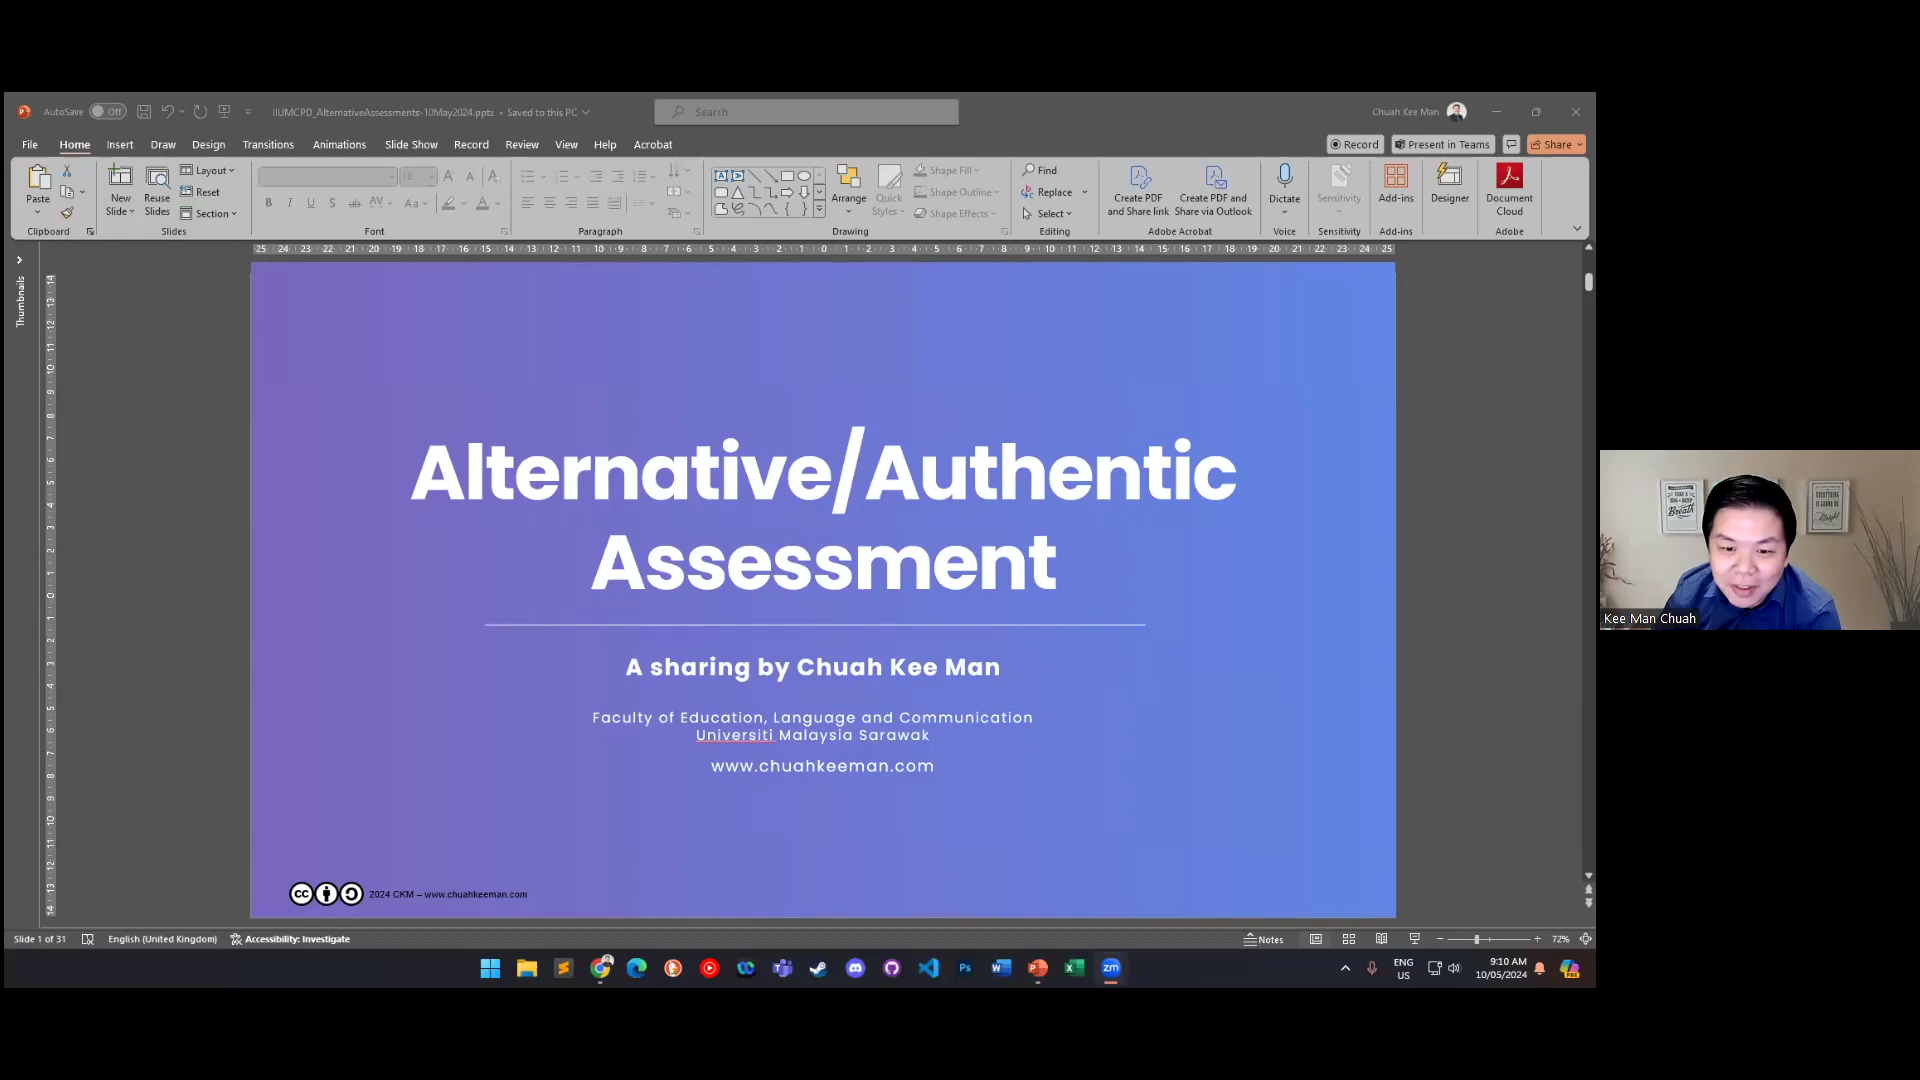 AutoSave Off IIUMCPD_AlternativeAssessments-10May2024.pptx • Saved to this PC Search Chuah Kee Man
File Home Insert Draw Design Transitions Animations Slide Show Record Review View Help Acrobat Record Present in Teams Share
Paste
New
Slide
Reuse
Slides
Layout
Reset
Section
18
Arrange
Quick
Styles
Shape Fill
Shape Outline
Shape Effects
Find
Replace
Select
Create PDF
and Share link
Create PDF and
Share via Outlook
Dictate
Sensitivity
Add-ins
Designer
Document
Cloud
Clipboard Slides Font Paragraph Drawing Editing Adobe Acrobat Voice Sensitivity Add-ins Adobe
Thumbnails
Alternative/Authentic
Assessment
A sharing by Chuah Kee Man
Faculty of Education, Language and Communication
Universiti Malaysia Sarawak
www.chuahkeeman.com
2024 CKM – www.chuahkeeman.com
Kee Man Chuah
Slide 1 of 31 English (United Kingdom) Accessibility: Investigate Notes 72%
ENG
US
9:10 AM
10/05/2024